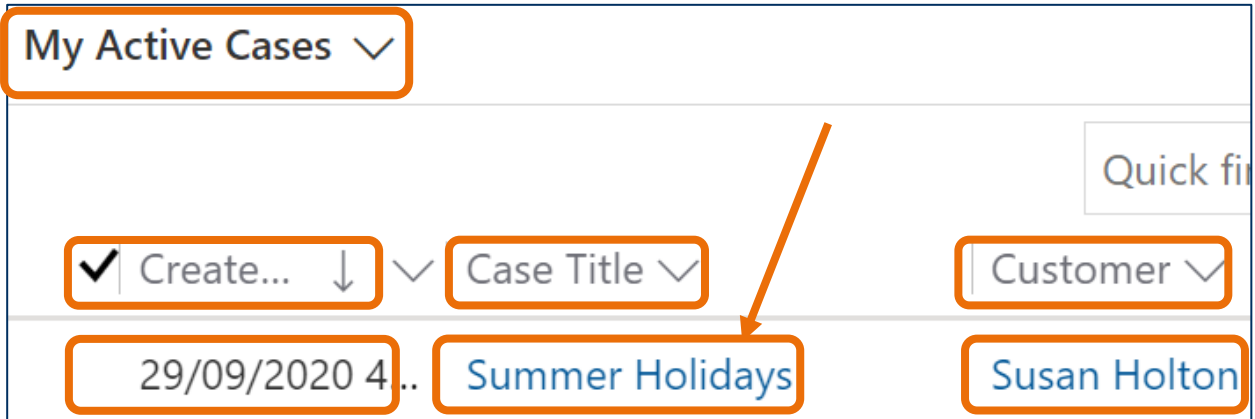 My Active Cases
Quick fi
Create... Case Title Customer
29/09/2020 4... Summer Holidays Susan Holton